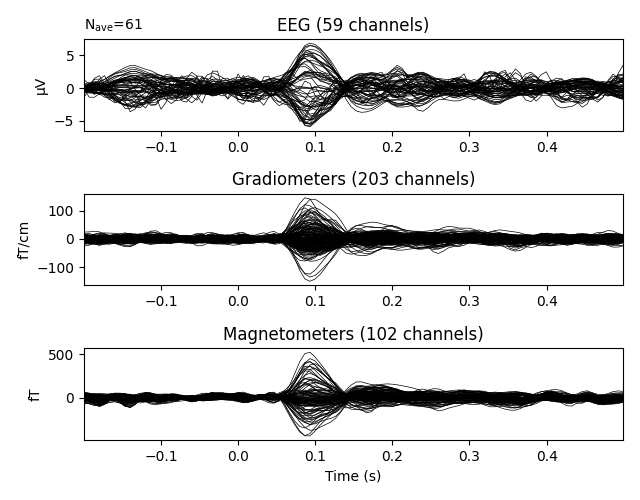 N_ave=61
EEG (59 channels)
5
0
−5
µV
−0.1 0.0 0.1 0.2 0.3 0.4
Gradiometers (203 channels)
100
0
−100
fT/cm
−0.1 0.0 0.1 0.2 0.3 0.4
Magnetometers (102 channels)
500
0
fT
−0.1 0.0 0.1 0.2 0.3 0.4
Time (s)